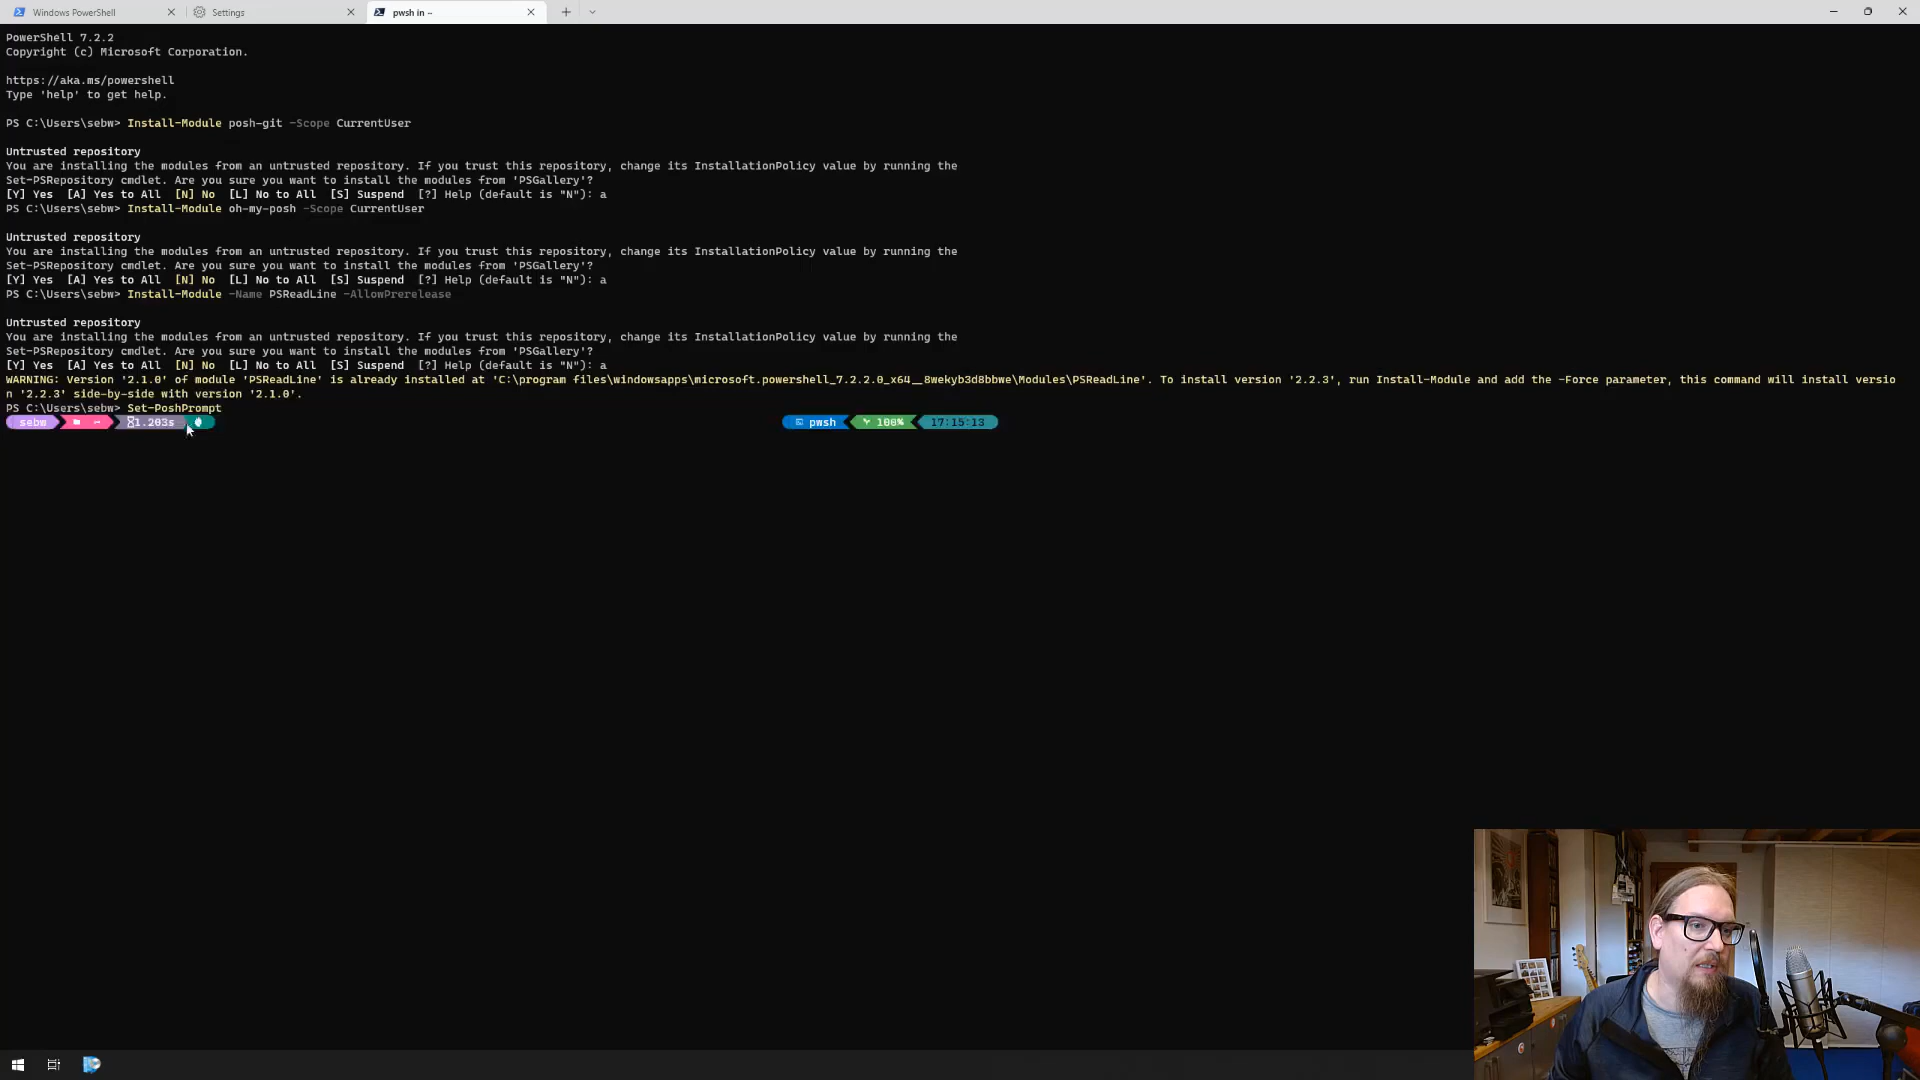 Windows PowerShell
Settings
pwsh in ~
PowerShell 7.2.2
Copyright (c) Microsoft Corporation.
https://aka.ms/powershell
Type 'help' to get help.
PS C:\Users\sebw> Install-Module posh-git -Scope CurrentUser
Untrusted repository
You are installing the modules from an untrusted repository. If you trust this repository, change its InstallationPolicy value by running the
Set-PSRepository cmdlet. Are you sure you want to install the modules from 'PSGallery'?
[Y] Yes  [A] Yes to All  [N] No  [L] No to All  [S] Suspend  [?] Help (default is "N"): a
PS C:\Users\sebw> Install-Module oh-my-posh -Scope CurrentUser
Untrusted repository
You are installing the modules from an untrusted repository. If you trust this repository, change its InstallationPolicy value by running the
Set-PSRepository cmdlet. Are you sure you want to install the modules from 'PSGallery'?
[Y] Yes  [A] Yes to All  [N] No  [L] No to All  [S] Suspend  [?] Help (default is "N"): a
PS C:\Users\sebw> Install-Module -Name PSReadLine -AllowPrerelease
Untrusted repository
You are installing the modules from an untrusted repository. If you trust this repository, change its InstallationPolicy value by running the
Set-PSRepository cmdlet. Are you sure you want to install the modules from 'PSGallery'?
[Y] Yes  [A] Yes to All  [N] No  [L] No to All  [S] Suspend  [?] Help (default is "N"): a
WARNING: Version '2.1.0' of module 'PSReadLine' is already installed at 'C:\program files\windowsapps\microsoft.powershell_7.2.2.0_x64__8wekyb3d8bbwe\Modules\PSReadLine'. To install version '2.2.3', run Install-Module and add the -Force parameter, this command will install versio
n '2.2.3' side-by-side with version '2.1.0'.
PS C:\Users\sebw> Set-PoshPrompt
sebw ~ 1.203s pwsh 100% 17:15:13